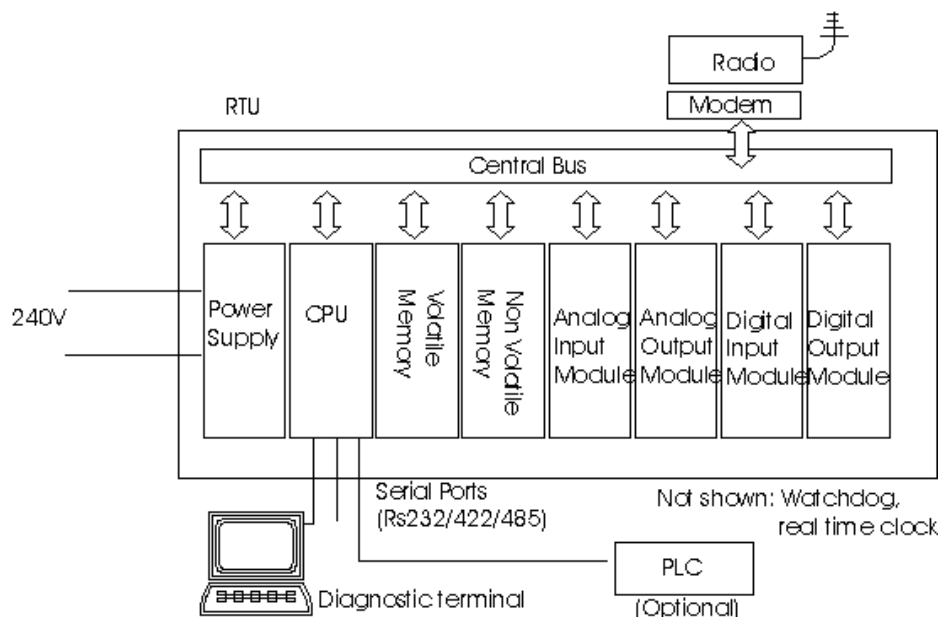 Radio
Modem
RTU
Central Bus
240V
Power
Supply
CPU
Volatile
Memory
Non Volatile
Memory
Analog
Input
Module
Analog
Output
Module
Digital
Input
Module
Digital
Output
Module
Serial Ports
(Rs232/422/485)
Not shown: Watchdog,
real time clock
Diagnostic terminal
PLC
(Optional)